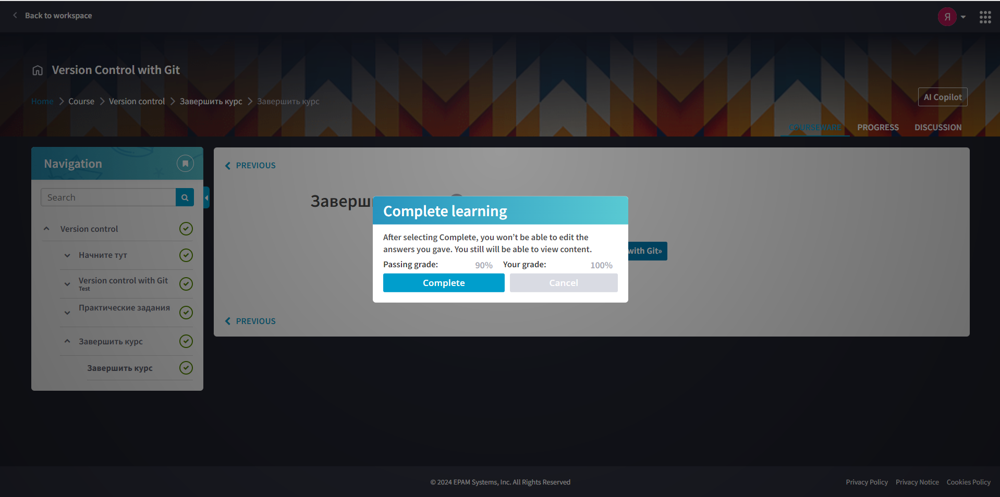 Back to workspace
Я
Version Control with Git
Home Course Version control Завершить курс Завершить курс
AI Copilot
COURSEWARE PROGRESS DISCUSSION
Navigation
Search
Version control
Начните тут
Version control with Git
Test
Практические задания
Завершить курс
Завершить курс
PREVIOUS
Complete learning
After selecting Complete, you won’t be able to edit the
answers you gave. You still will be able to view content.
Passing grade: 90% Your grade: 100%
Complete Cancel
with Git»
PREVIOUS
© 2024 EPAM Systems, Inc. All Rights Reserved
Privacy Policy Privacy Notice Cookies Policy